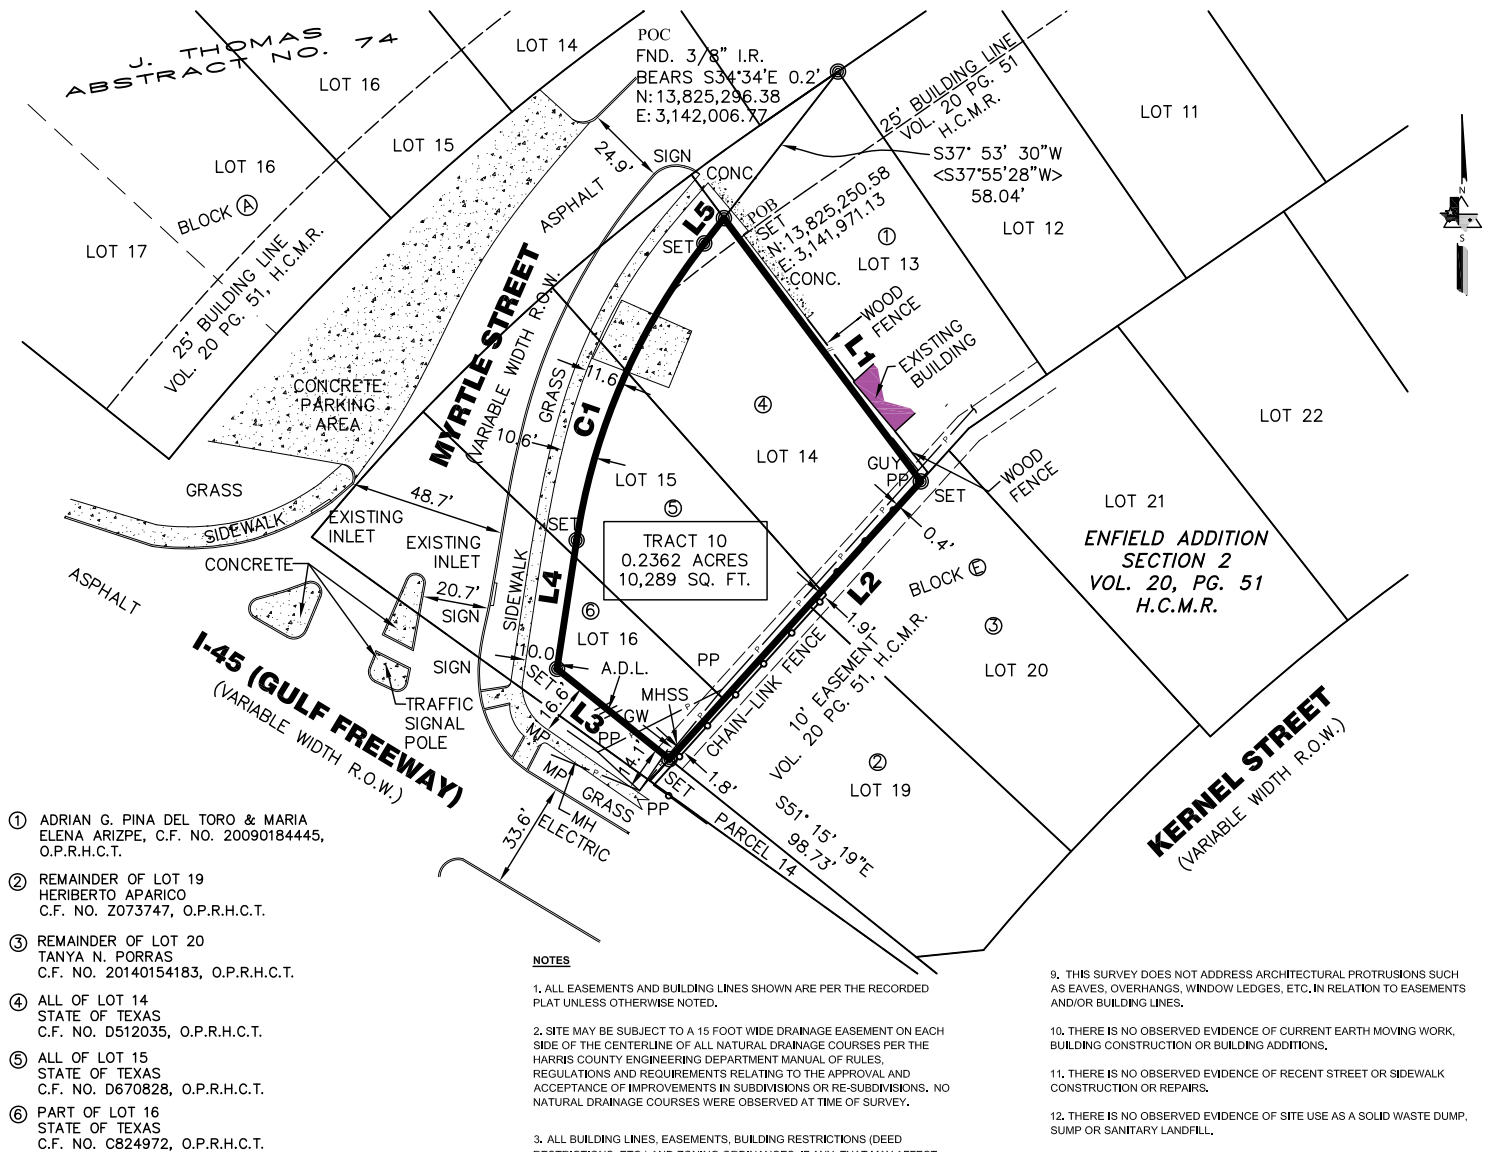 J. THOMAS
ABSTRACT NO. 74
LOT 14
LOT 16
LOT 15
LOT 16
BLOCK Ⓐ
LOT 17
25' BUILDING LINE
VOL. 20 PG. 51, H.C.M.R.
POC
FND. 3/8" I.R.
BEARS S34°34'E 0.2'
N: 13,825,296.38
E: 3,142,006.77
24.9'
SIGN
CONC.
ASPHALT
25' BUILDING LINE
VOL. 20 PG. 51
H.C.M.R.
LOT 11
S37° 53' 30"W
<S37°55'28"W>
58.04'
LOT 12
N
S
L5
SET
POB
SET
N: 13,825,250.58
E: 3,141,971.13
①
LOT 13
CONC.
WOOD
FENCE
L1
EXISTING
BUILDING
MYRTLE STREET
(VARIABLE WIDTH R.O.W.
CONCRETE
PARKING
AREA
GRASS
11.6'
C1
10.6'
④
LOT 14
LOT 15
⑤
GUY
PP
SET
WOOD
FENCE
LOT 22
LOT 21
ENFIELD ADDITION
SECTION 2
VOL. 20, PG. 51
H.C.M.R.
GRASS
SIDEWALK
48.7'
EXISTING
INLET
EXISTING
INLET
SET
TRACT 10
0.2362 ACRES
10,289 SQ. FT.
0.4'
CONCRETE
ASPHALT
20.7'
SIGN
SIDEWALK
L4
L2
BLOCK Ⓔ
1.9'
⑥
LOT 16
③
LOT 20
I-45 (GULF FREEWAY)
(VARIABLE WIDTH R.O.W.)
SIGN
10.0'
A.D.L.
SET
PP
P
CHAIN-LINK FENCE
10' EASEMENT
VOL. 20 PG. 51, H.C.M.R.
TRAFFIC
SIGNAL
POLE
6.6'
L3
MHSS
GW
PP
MP
14.1'
MP
SET
1.8'
②
LOT 19
GRASS
PP
MH
ELECTRIC
33.6'
PARCEL 14
S51° 15' 19"E
98.73'
KERNEL STREET
(VARIABLE WIDTH R.O.W.)
① ADRIAN G. PINA DEL TORO & MARIA
ELENA ARIZPE, C.F. NO. 20090184445,
O.P.R.H.C.T.
② REMAINDER OF LOT 19
HERIBERTO APARICO
C.F. NO. Z073747, O.P.R.H.C.T.
③ REMAINDER OF LOT 20
TANYA N. PORRAS
C.F. NO. 20140154183, O.P.R.H.C.T.
④ ALL OF LOT 14
STATE OF TEXAS
C.F. NO. D512035, O.P.R.H.C.T.
⑤ ALL OF LOT 15
STATE OF TEXAS
C.F. NO. D670828, O.P.R.H.C.T.
⑥ PART OF LOT 16
STATE OF TEXAS
C.F. NO. C824972, O.P.R.H.C.T.
NOTES
1. ALL EASEMENTS AND BUILDING LINES SHOWN ARE PER THE RECORDED
PLAT UNLESS OTHERWISE NOTED.
2. SITE MAY BE SUBJECT TO A 15 FOOT WIDE DRAINAGE EASEMENT ON EACH
SIDE OF THE CENTERLINE OF ALL NATURAL DRAINAGE COURSES PER THE
HARRIS COUNTY ENGINEERING DEPARTMENT MANUAL OF RULES,
REGULATIONS AND REQUIREMENTS RELATING TO THE APPROVAL AND
ACCEPTANCE OF IMPROVEMENTS IN SUBDIVISIONS OR RE-SUBDIVISIONS. NO
NATURAL DRAINAGE COURSES WERE OBSERVED AT TIME OF SURVEY.
3. ALL BUILDING LINES, EASEMENTS, BUILDING RESTRICTIONS (DEED
9. THIS SURVEY DOES NOT ADDRESS ARCHITECTURAL PROTRUSIONS SUCH
AS EAVES, OVERHANGS, WINDOW LEDGES, ETC. IN RELATION TO EASEMENTS
AND/OR BUILDING LINES.
10. THERE IS NO OBSERVED EVIDENCE OF CURRENT EARTH MOVING WORK,
BUILDING CONSTRUCTION OR BUILDING ADDITIONS.
11. THERE IS NO OBSERVED EVIDENCE OF RECENT STREET OR SIDEWALK
CONSTRUCTION OR REPAIRS.
12. THERE IS NO OBSERVED EVIDENCE OF SITE USE AS A SOLID WASTE DUMP,
SUMP OR SANITARY LANDFILL.